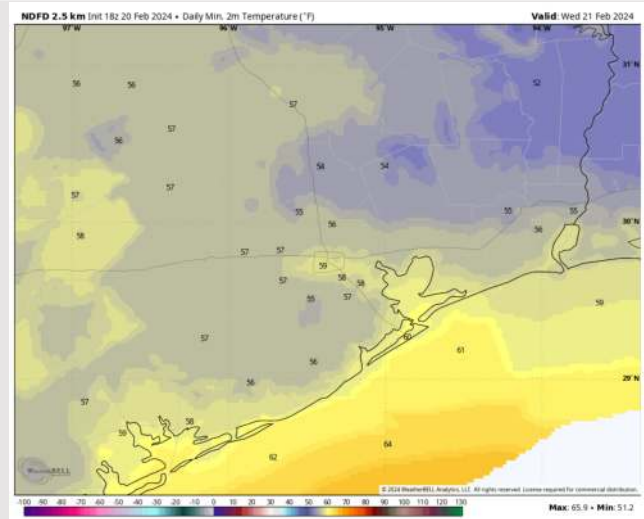 NDFD 2.5 km Init 18z 20 Feb 2024 • Daily Min. 2m Temperature (°F) Valid: Wed 21 Feb 2024
97°W 96°W 95°W 94°W
31°N
56 56 52
57
57
56
54 54
57 57
55 55 55
56 56
58 30°N
57 57
59
58
57 58
55 57
59
57 60
61
56
29°N
56
57
58
59
64
62
WeatherBELL
© 2024 WeatherBELL Analytics, LLC. All rights reserved. License required for commercial distribution.
-100 -90 -80 -70 -60 -50 -40 -30 -20 -10 0 10 20 30 40 50 60 70 80 90 100 110 120 130
Max: 65.9 • Min: 51.2